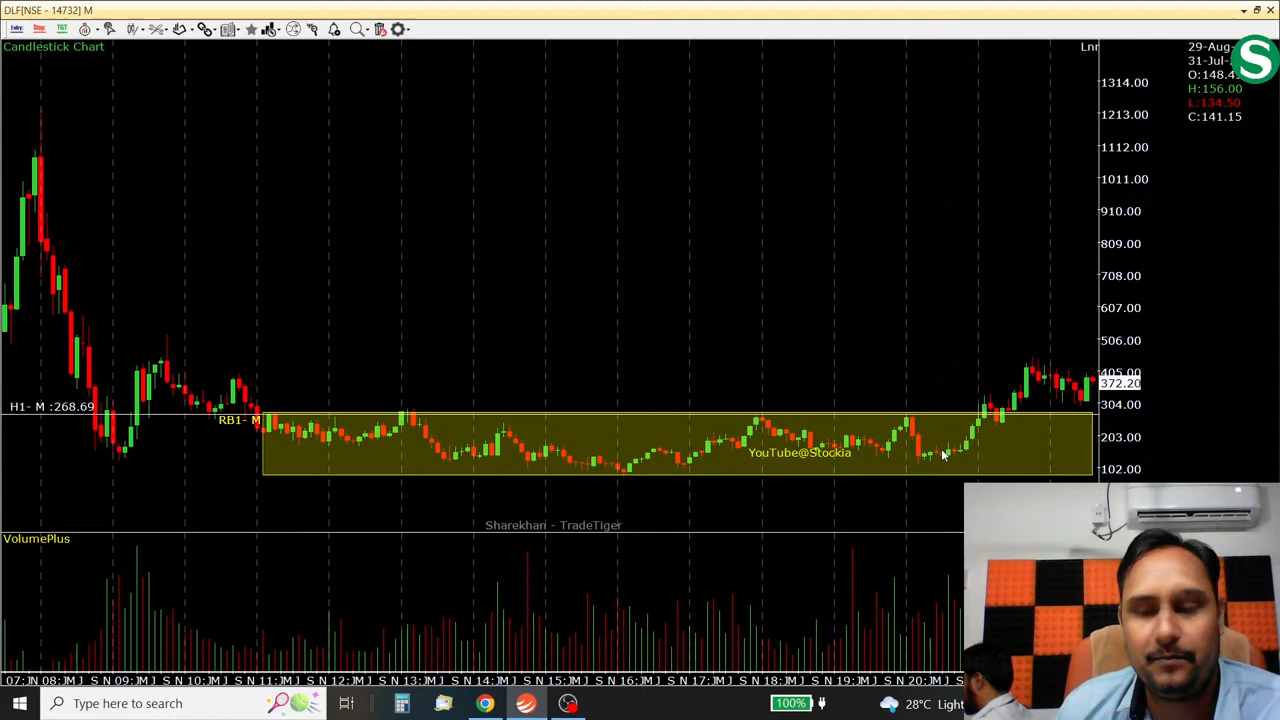 DLF[NSE - 14732] M
Candlestick Chart
Lnr
29-Aug-
31-Jul-
O:148.4
H:156.00
L:134.50
C:141.15
S
1314.00
1213.00
1112.00
1011.00
910.00
809.00
708.00
607.00
506.00
405.00
372.20
304.00
203.00
102.00
H1- M :268.69
RB1- M
YouTube@Stockia
Sharekhan - TradeTiger
VolumePlus
Type here to search
100%
28°C Light